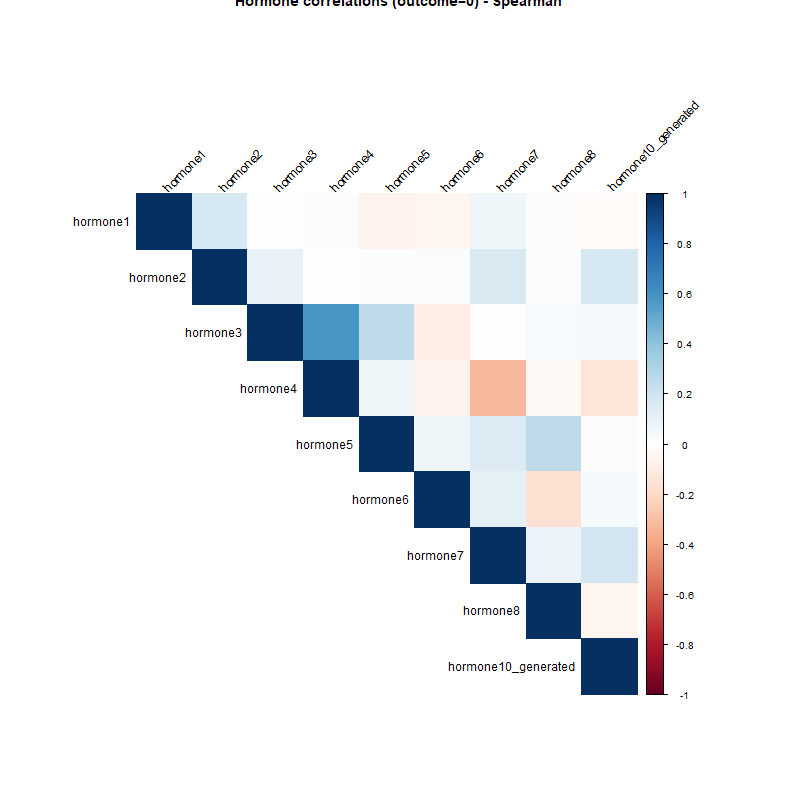 Hormone correlations (outcome=0) - Spearman
hormone1
hormone2
hormone3
hormone4
hormone5
hormone6
hormone7
hormone8
hormone10_generated
hormone1
hormone2
hormone3
hormone4
hormone5
hormone6
hormone7
hormone8
hormone10_generated
1
0.8
0.6
0.4
0.2
0
-0.2
-0.4
-0.6
-0.8
-1